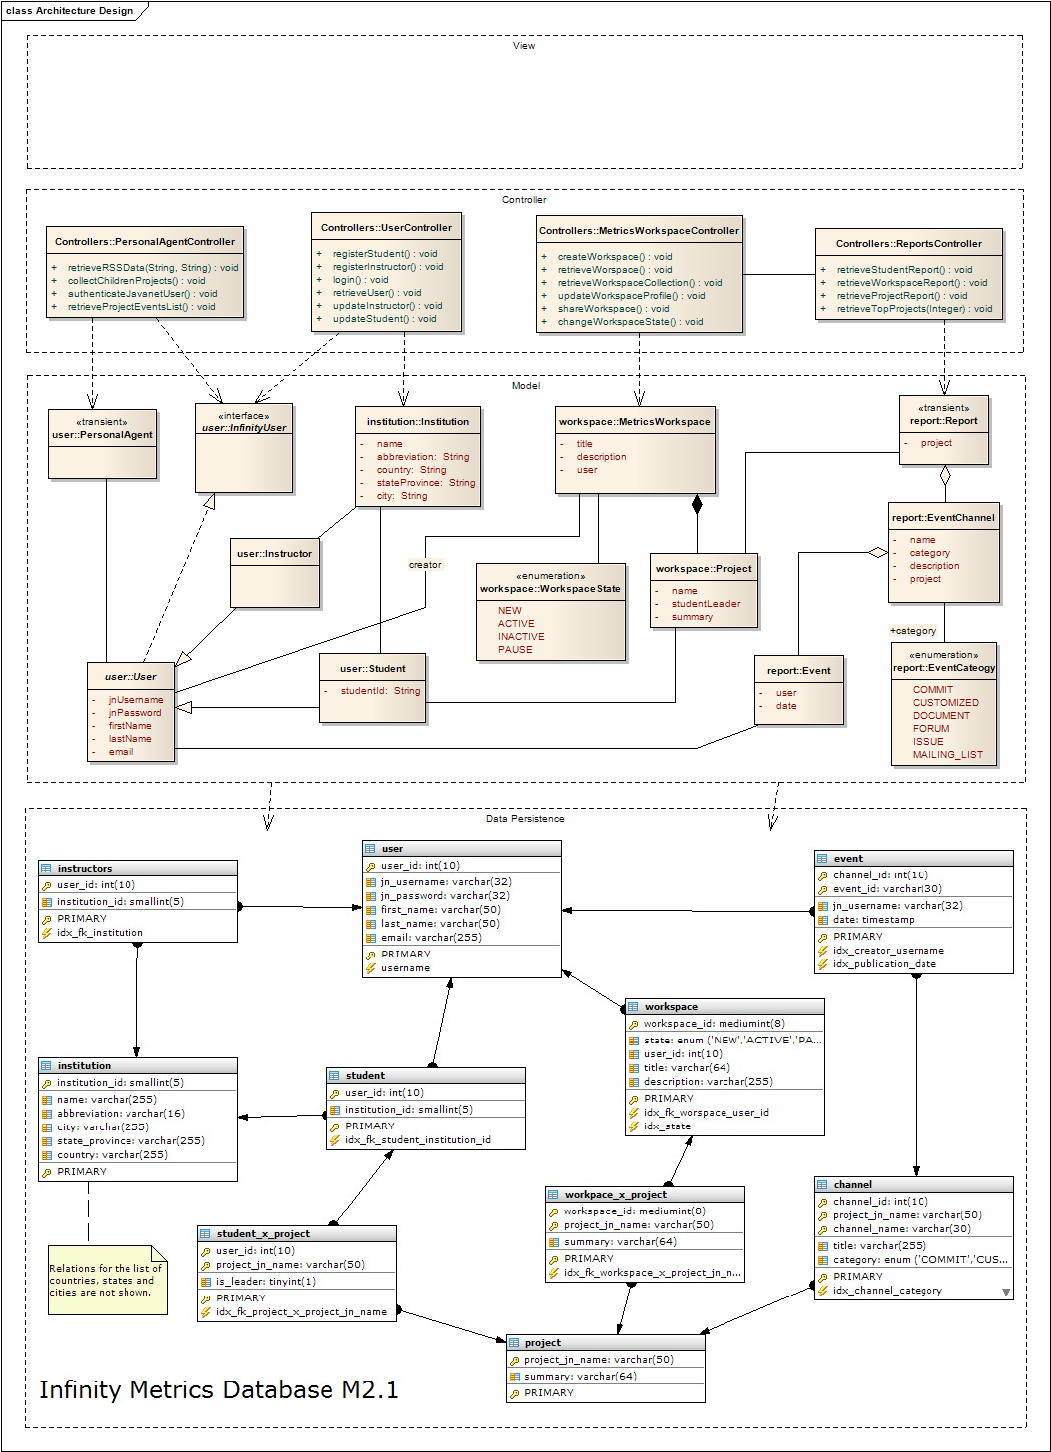 class Architecture Design
View
Controller
Controllers::PersonalAgentController
+ retrieveRSSData(String, String) : void
+ collectChildrenProjects() : void
+ authenticateJavanetUser() : void
+ retrieveProjectEventsList() : void
Controllers::UserController
+ registerStudent() : void
+ registerInstructor() : void
+ login() : void
+ retrieveUser() : void
+ updateInstructor() : void
+ updateStudent() : void
Controllers::MetricsWorkspaceController
+ createWorkspace() : void
+ retrieveWorspace() : void
+ retrieveWorkspaceCollection() : void
+ updateWorkspaceProfile() : void
+ shareWorkspace() : void
+ changeWorkspaceState() : void
Controllers::ReportsController
+ retrieveStudentReport() : void
+ retrieveWorkspaceReport() : void
+ retrieveProjectReport() : void
+ retrieveTopProjects(Integer) : void
Model
«transient»
user::PersonalAgent
«interface»
user::InfinityUser
institution::Institution
- name
- abbreviation: String
- country: String
- stateProvince: String
- city: String
workspace::MetricsWorkspace
- title
- description
- user
«transient»
report::Report
- project
report::EventChannel
- name
- category
- description
- project
user::Instructor
creator
«enumeration»
workspace::WorkspaceState
NEW
ACTIVE
INACTIVE
PAUSE
workspace::Project
- name
- studentLeader
- summary
+category
«enumeration»
report::EventCateogy
COMMIT
CUSTOMIZED
DOCUMENT
FORUM
ISSUE
MAILING_LIST
user::User
- jnUsername
- jnPassword
- firstName
- lastName
- email
user::Student
- studentId: String
report::Event
- user
- date
Data Persistence
instructors
user_id: int(10)
institution_id: smallint(5)
PRIMARY
idx_fk_institution
user
user_id: int(10)
jn_username: varchar(32)
jn_password: varchar(32)
first_name: varchar(50)
last_name: varchar(50)
email: varchar(255)
PRIMARY
username
event
channel_id: int(10)
event_id: varchar(30)
jn_username: varchar(32)
date: timestamp
PRIMARY
idx_creator_username
idx_publication_date
workspace
workspace_id: mediumint(8)
state: enum ('NEW','ACTIVE','PA...
user_id: int(10)
title: varchar(64)
description: varchar(255)
PRIMARY
idx_fk_worspace_user_id
idx_state
institution
institution_id: smallint(5)
name: varchar(255)
abbreviation: varchar(16)
city: varchar(255)
state_province: varchar(255)
country: varchar(255)
PRIMARY
student
user_id: int(10)
institution_id: smallint(5)
PRIMARY
idx_fk_student_institution_id
workpace_x_project
workspace_id: mediumint(8)
project_jn_name: varchar(50)
summary: varchar(64)
PRIMARY
idx_fk_workspace_x_project_jn_n...
channel
channel_id: int(10)
project_jn_name: varchar(50)
channel_name: varchar(30)
title: varchar(255)
category: enum ('COMMIT','CUS...
PRIMARY
idx_channel_category
student_x_project
user_id: int(10)
project_jn_name: varchar(50)
is_leader: tinyint(1)
PRIMARY
idx_fk_project_x_project_jn_name
Relations for the list of
countries, states and
cities are not shown.
project
project_jn_name: varchar(50)
summary: varchar(64)
PRIMARY
Infinity Metrics Database M2.1